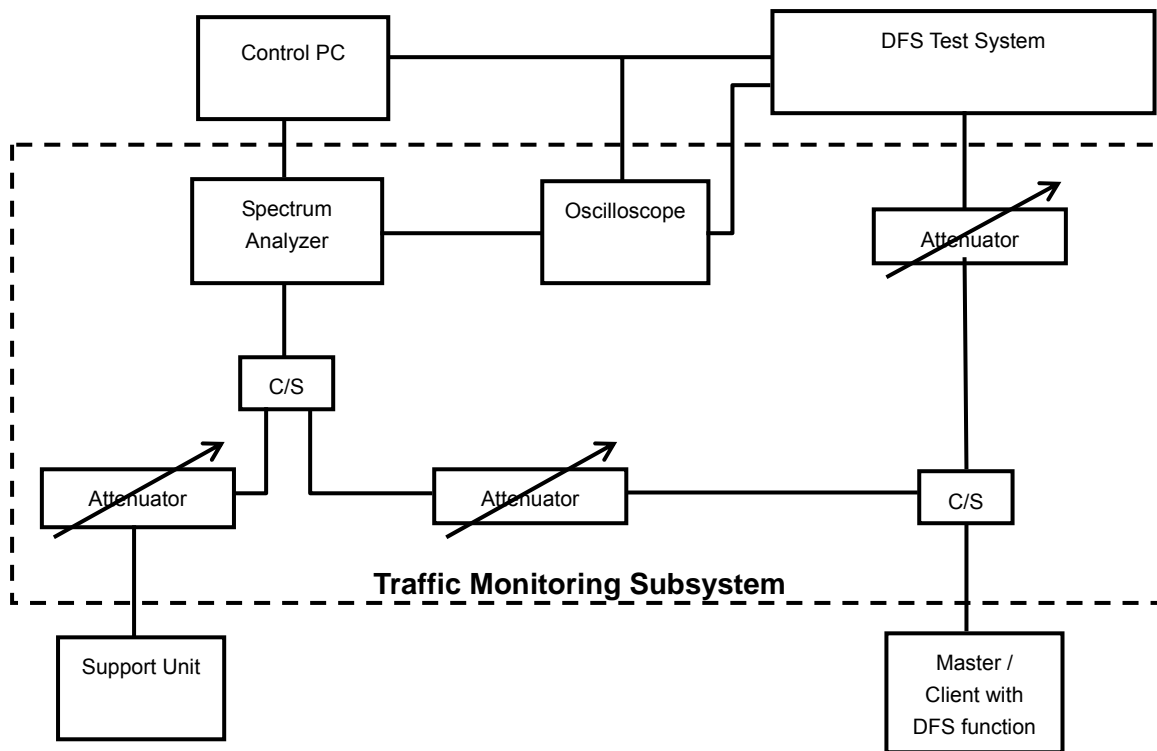 Control PC
DFS Test System
Spectrum
Analyzer
Oscilloscope
Attenuator
C/S
Attenuator
Attenuator
C/S
Traffic Monitoring Subsystem
Support Unit
Master /
Client with
DFS function